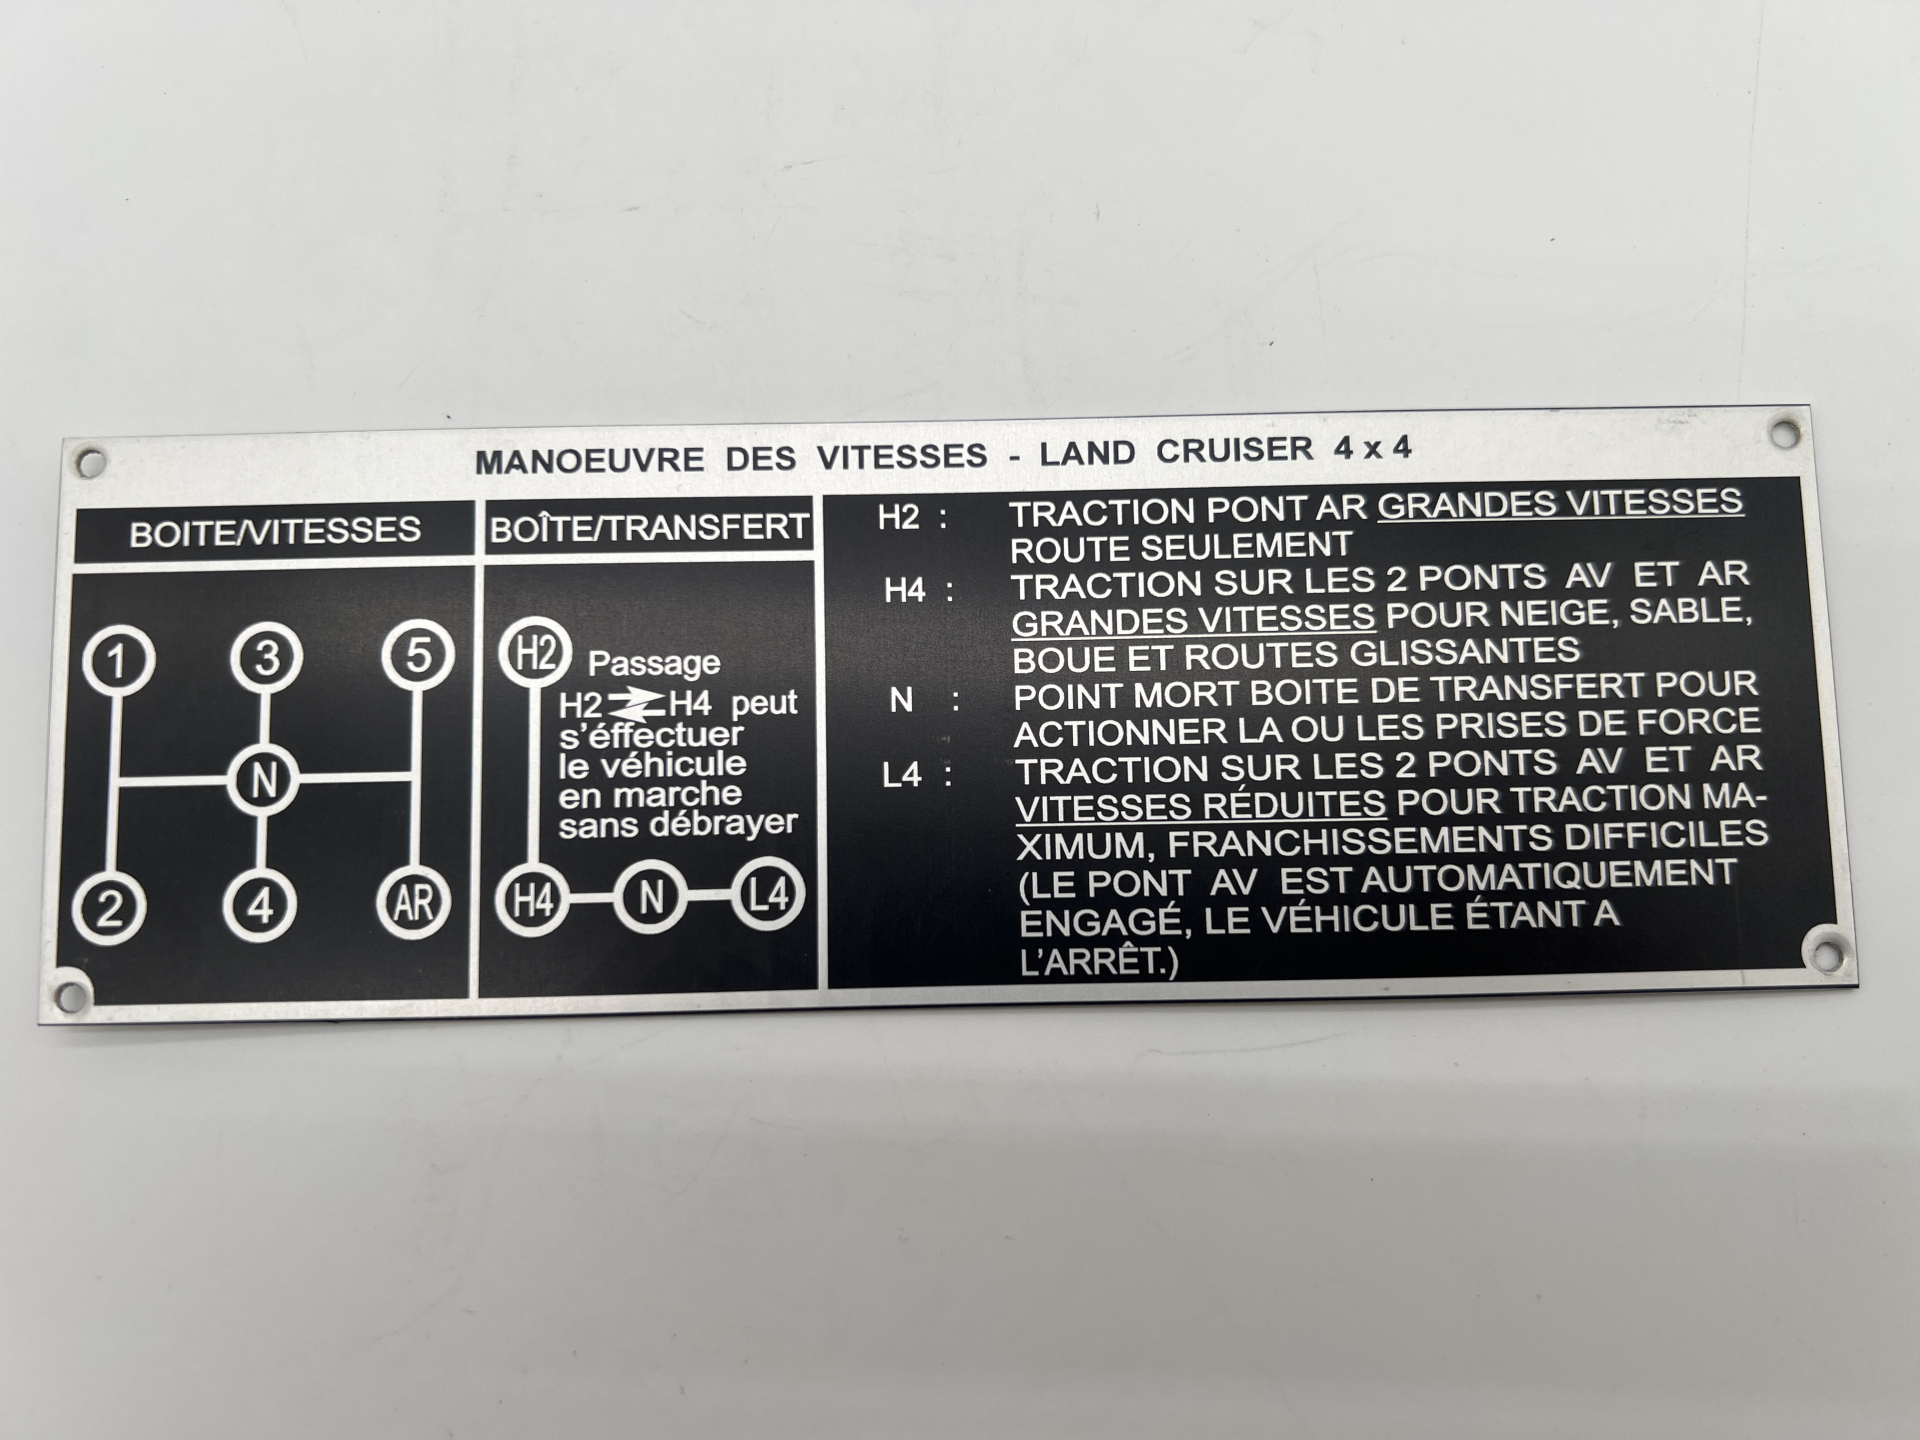 MANOEUVRE DES VITESSES - LAND CRUISER 4 x 4
BOITE/VITESSES
1 3 5
N
2 4 AR
BOÎTE/TRANSFERT
H2
Passage
H2 ⇄ H4 peut
s'éffectuer
le véhicule
en marche
sans débrayer
H4 N L4
H2 : TRACTION PONT AR GRANDES VITESSES
ROUTE SEULEMENT
H4 : TRACTION SUR LES 2 PONTS AV ET AR
GRANDES VITESSES POUR NEIGE, SABLE,
BOUE ET ROUTES GLISSANTES
N : POINT MORT BOITE DE TRANSFERT POUR
ACTIONNER LA OU LES PRISES DE FORCE
L4 : TRACTION SUR LES 2 PONTS AV ET AR
VITESSES RÉDUITES POUR TRACTION MA-
XIMUM, FRANCHISSEMENTS DIFFICILES
(LE PONT AV EST AUTOMATIQUEMENT
ENGAGÉ, LE VÉHICULE ÉTANT A
L'ARRÊT.)